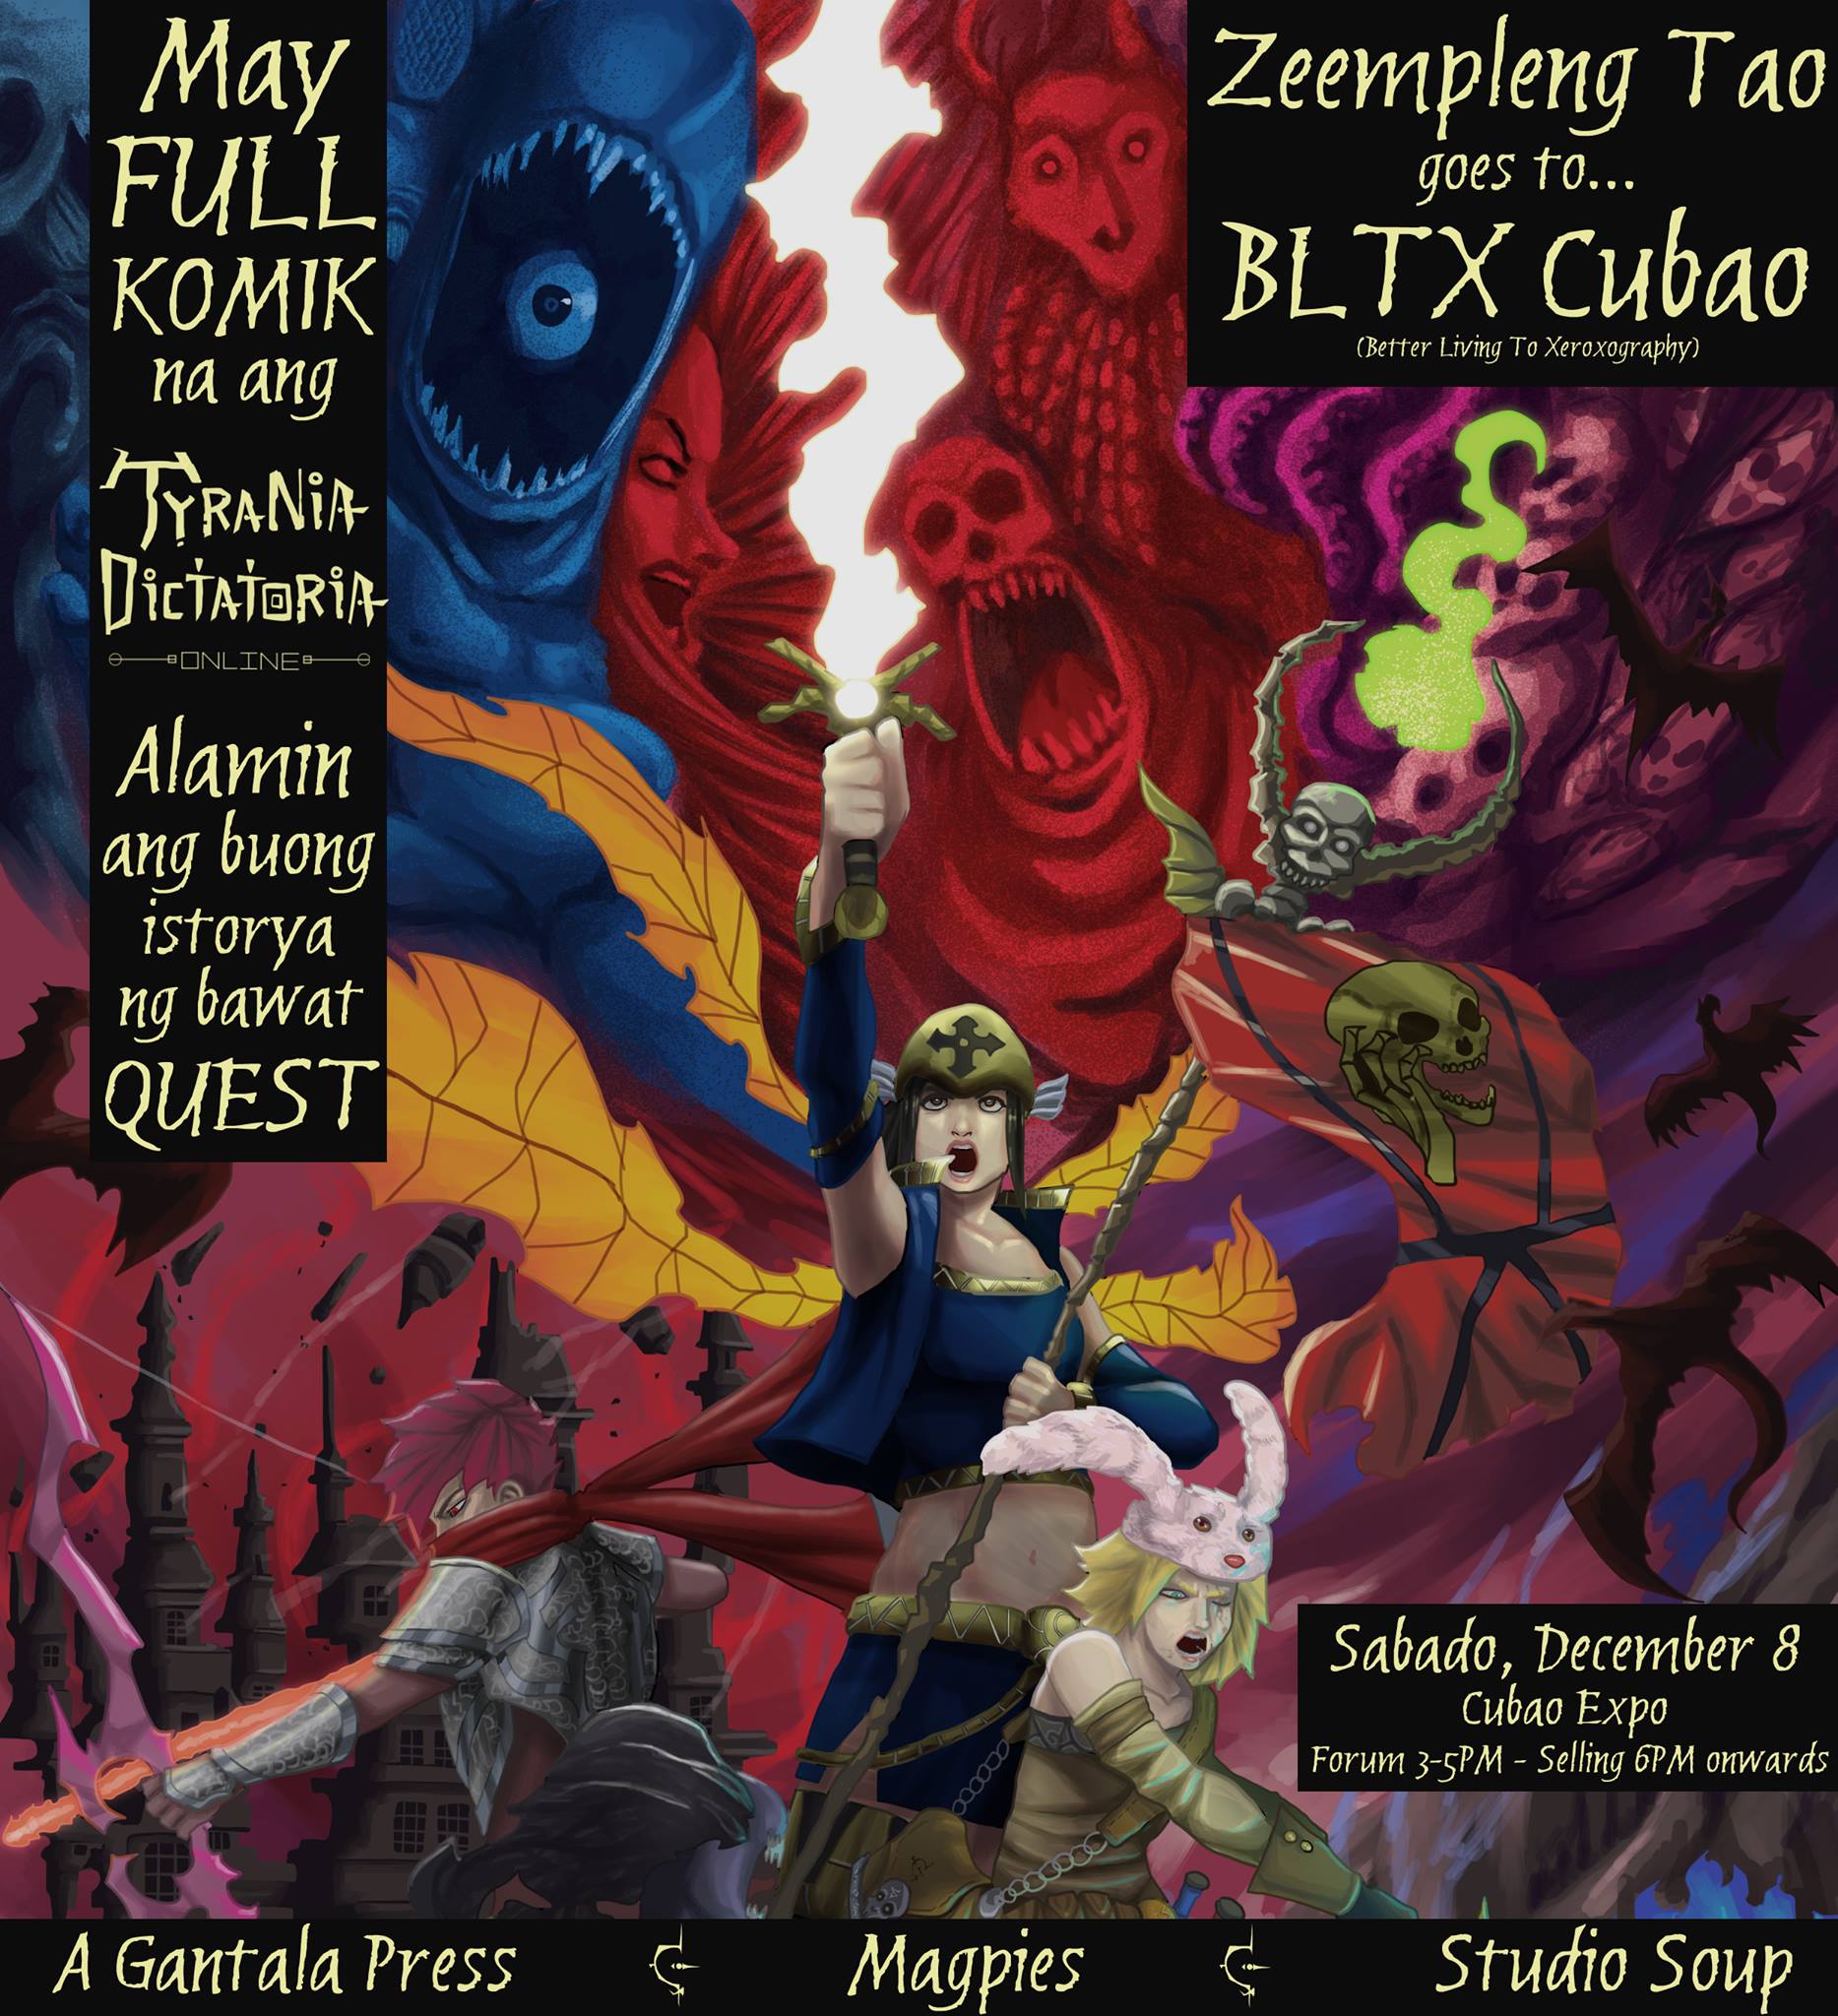 May
FULL
KOMIK
na ang
TYRANIA
DICTATORIA
ONLINE
Alamin
ang buong
istorya
ng bawat
QUEST
Zeempleng Tao
goes to...
BLTX Cubao
(Better Living To Xeroxography)
Sabado, December 8
Cubao Expo
Forum 3-5PM - Selling 6PM onwards
A Gantala Press
Magpies
Studio Soup